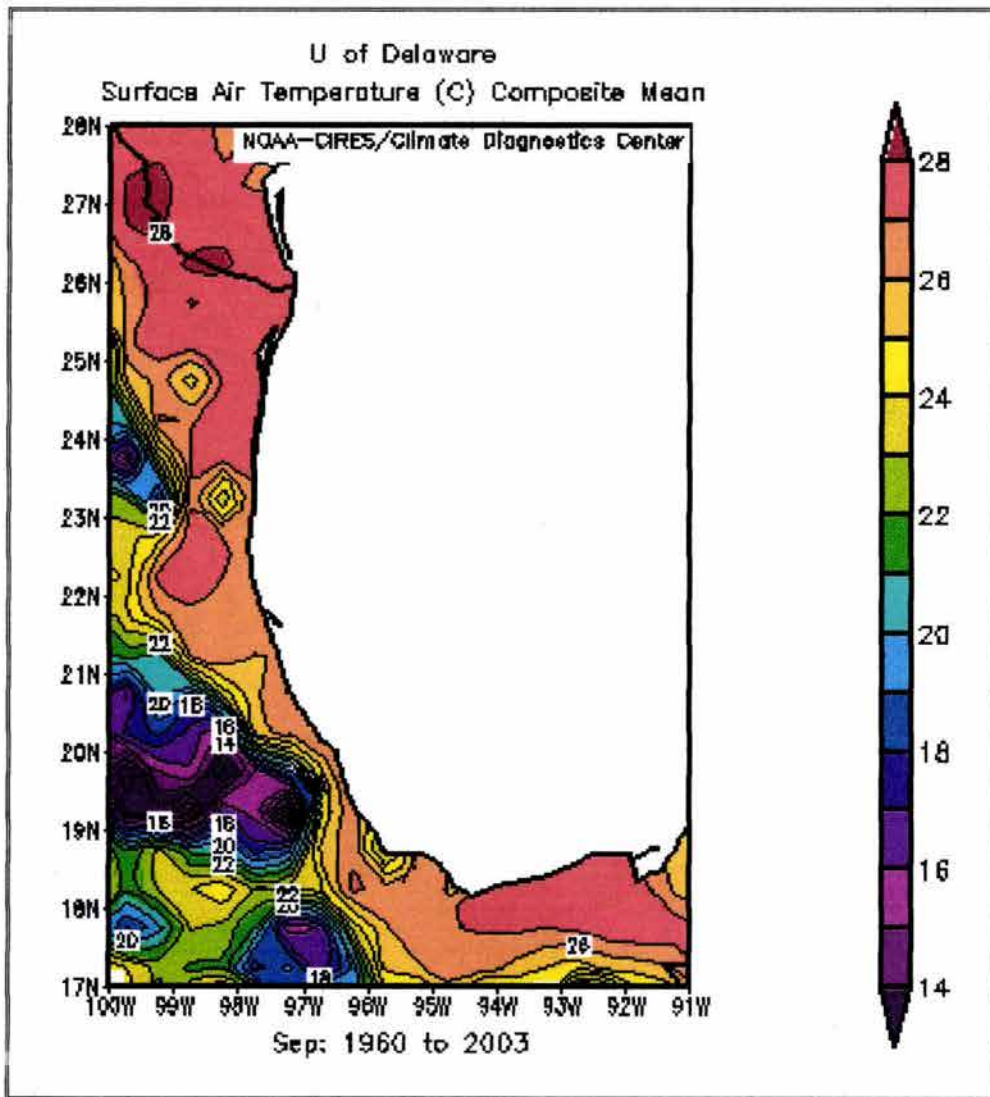 U of Delaware
Surface Air Temperature (C) Composite Mean
NOAA-CIRES/Climate Diagnostics Center
28N
27N
26N
25N
24N
23N
22N
21N
20N
19N
18N
17N
28
20
22
22
20
18
16
14
18
18
20
22
22
20
20
18
26
100W
99W
98W
97W
96W
95W
94W
93W
92W
91W
Sep: 1960 to 2003
28
26
24
22
20
18
16
14